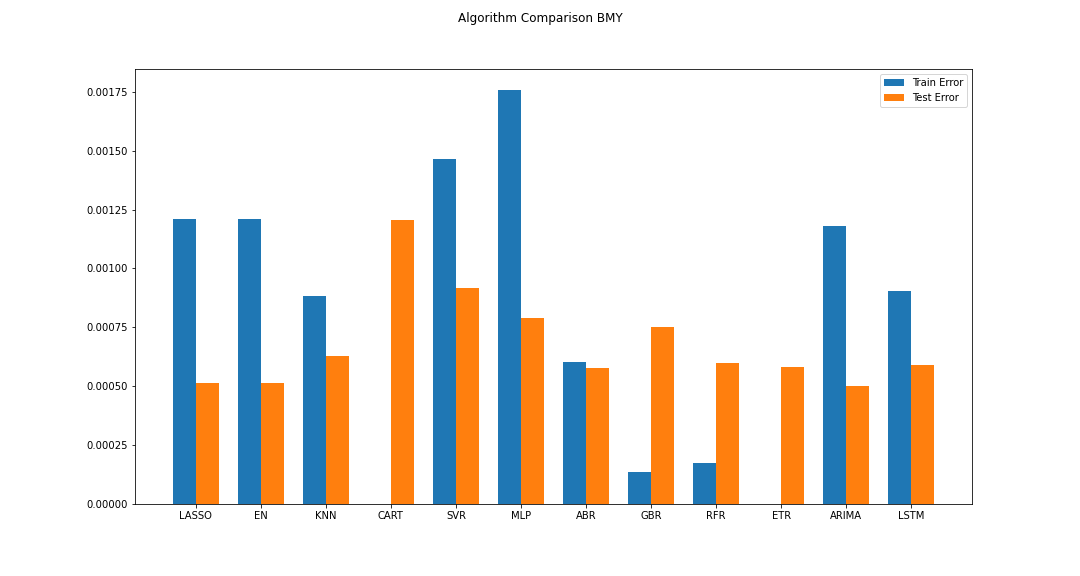 Algorithm Comparison BMY
Train Error
Test Error
0.00175
0.00150
0.00125
0.00100
0.00075
0.00050
0.00025
0.00000
LASSO EN KNN CART SVR MLP ABR GBR RFR ETR ARIMA LSTM